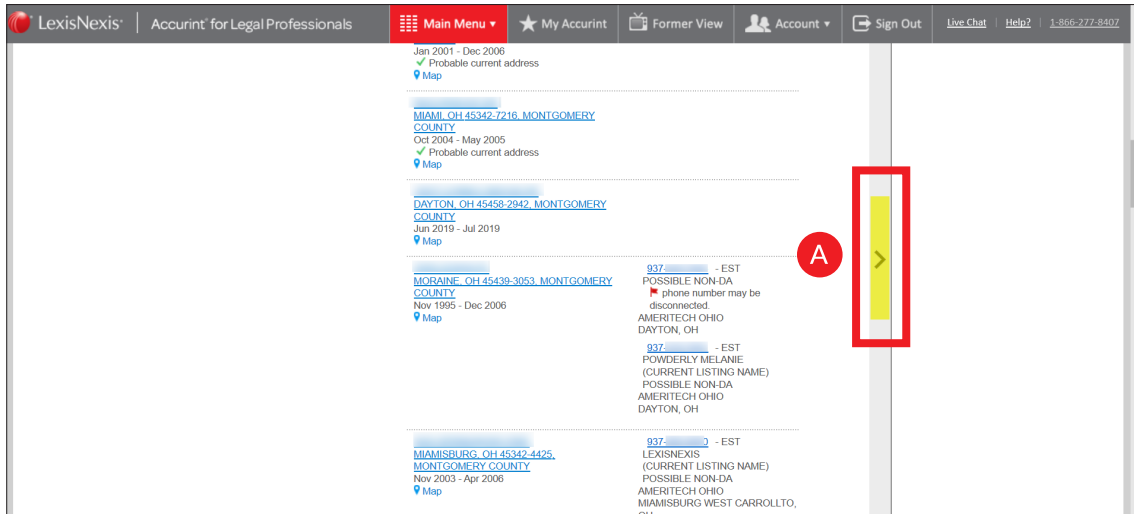 LexisNexis® Accurint® for Legal Professionals Main Menu ▾ My Accurint Former View Account ▾ Sign Out Live Chat | Help? | 1-866-277-8407
Jan 2001 - Dec 2006
Probable current address
Map
MIAMI, OH 45342-7216, MONTGOMERY
COUNTY
Oct 2004 - May 2005
Probable current address
Map
DAYTON, OH 45458-2942, MONTGOMERY
COUNTY
Jun 2019 - Jul 2019
Map
A
MORAINE, OH 45439-3053, MONTGOMERY
COUNTY
Nov 1995 - Dec 2006
Map
937- - EST
POSSIBLE NON-DA
phone number may be
disconnected.
AMERITECH OHIO
DAYTON, OH
937- - EST
POWDERLY MELANIE
(CURRENT LISTING NAME)
POSSIBLE NON-DA
AMERITECH OHIO
DAYTON, OH
MIAMISBURG, OH 45342-4425,
MONTGOMERY COUNTY
Nov 2003 - Apr 2006
Map
937- - EST
LEXISNEXIS
(CURRENT LISTING NAME)
POSSIBLE NON-DA
AMERITECH OHIO
MIAMISBURG WEST CARROLLTO,